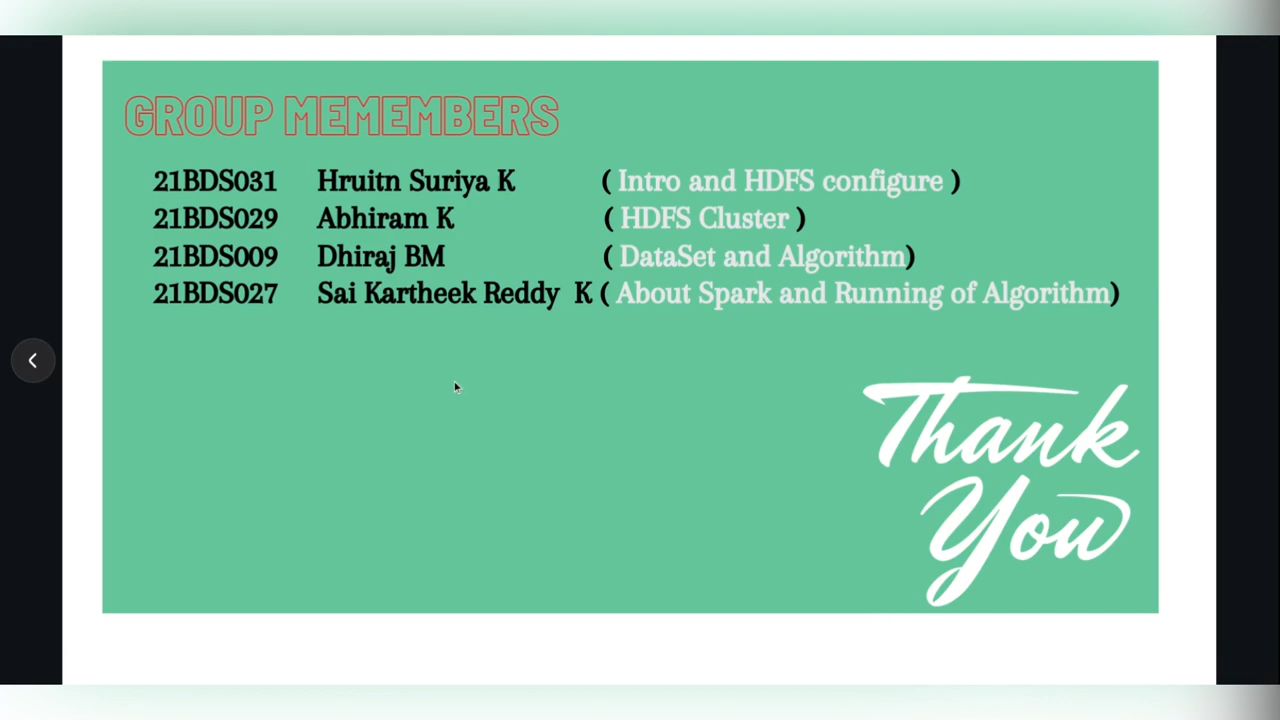 GROUP MEMEMBERS
21BDS031 Hruitn Suriya K ( Intro and HDFS configure )
21BDS029 Abhiram K ( HDFS Cluster )
21BDS009 Dhiraj BM ( DataSet and Algorithm)
21BDS027 Sai Kartheek Reddy K ( About Spark and Running of Algorithm)
Thank
You